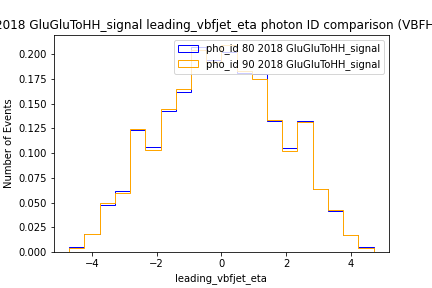 2018 GluGluToHH_signal leading_vbfjet_eta photon ID comparison (VBFH
pho_id 80 2018 GluGluToHH_signal
pho_id 90 2018 GluGluToHH_signal
Number of Events
0.200
0.175
0.150
0.125
0.100
0.075
0.050
0.025
0.000
−4 −2 0 2 4
leading_vbfjet_eta